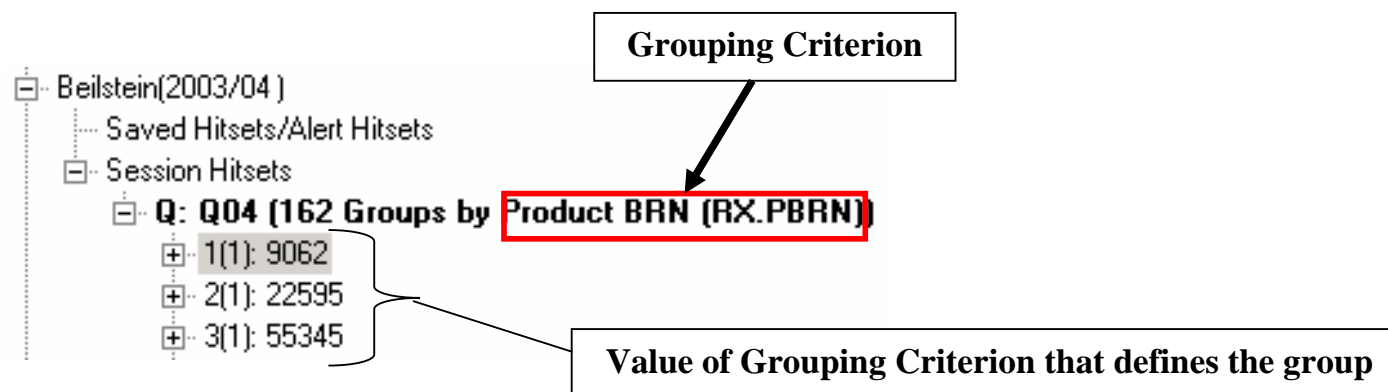 Grouping Criterion
Beilstein(2003/04 )
Saved Hitsets/Alert Hitsets
Session Hitsets
Q: Q04 (162 Groups by Product BRN (RX.PBRN))
1(1): 9062
2(1): 22595
3(1): 55345
Value of Grouping Criterion that defines the group